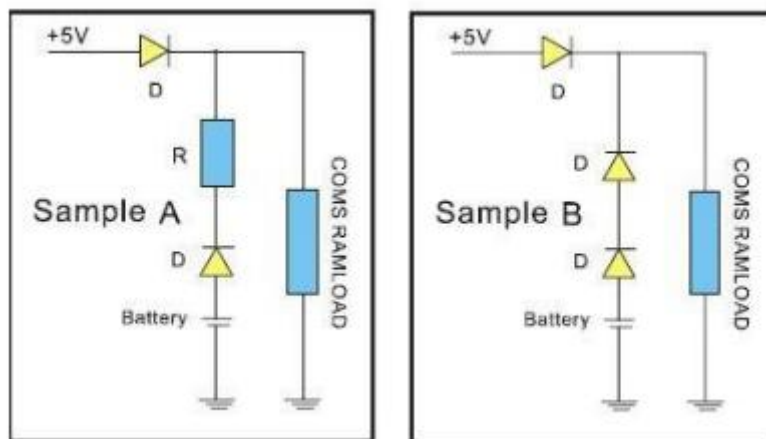 +5V
D
R
Sample A
D
Battery
COMS RAMLOAD
+5V
D
D
Sample B
D
Battery
COMS RAMLOAD